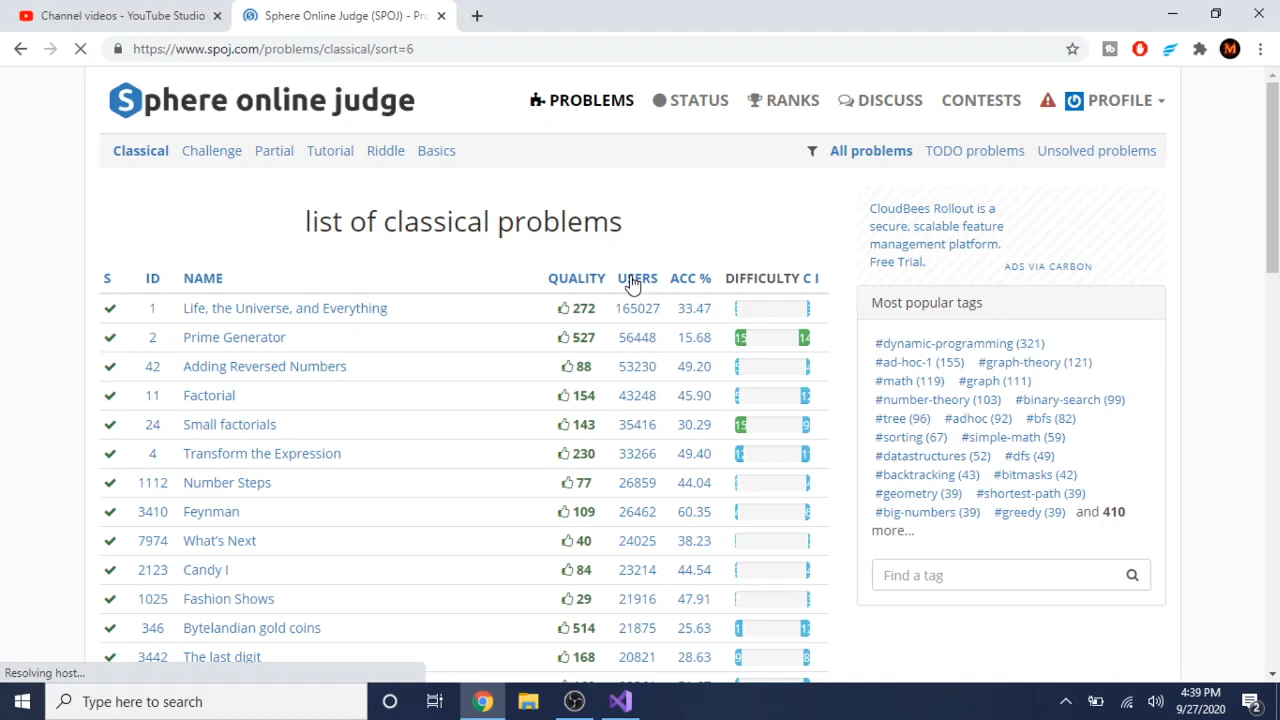 Channel videos - YouTube Studio
Sphere Online Judge (SPOJ) - Pro
https://www.spoj.com/problems/classical/sort=6
Sphere online judge
PROBLEMS STATUS RANKS DISCUSS CONTESTS PROFILE
Classical Challenge Partial Tutorial Riddle Basics All problems TODO problems Unsolved problems
list of classical problems
CloudBees Rollout is a
secure, scalable feature
management platform.
Free Trial.
ADS VIA CARBON
S ID NAME QUALITY USERS ACC % DIFFICULTY C I
1 Life, the Universe, and Everything 272 165027 33.47
2 Prime Generator 527 56448 15.68 15 14
42 Adding Reversed Numbers 88 53230 49.20
11 Factorial 154 43248 45.90
24 Small factorials 143 35416 30.29 15 9
4 Transform the Expression 230 33266 49.40
1112 Number Steps 77 26859 44.04
3410 Feynman 109 26462 60.35
7974 What's Next 40 24025 38.23
2123 Candy I 84 23214 44.54
1025 Fashion Shows 29 21916 47.91
346 Bytelandian gold coins 514 21875 25.63
3442 The last digit 168 20821 28.63 9 8
Most popular tags
#dynamic-programming (321)
#ad-hoc-1 (155) #graph-theory (121)
#math (119) #graph (111)
#number-theory (103) #binary-search (99)
#tree (96) #adhoc (92) #bfs (82)
#sorting (67) #simple-math (59)
#datastructures (52) #dfs (49)
#backtracking (43) #bitmasks (42)
#geometry (39) #shortest-path (39)
#big-numbers (39) #greedy (39) and 410
more...
Find a tag
Resolving host...
Type here to search
4:39 PM
9/27/2020
2